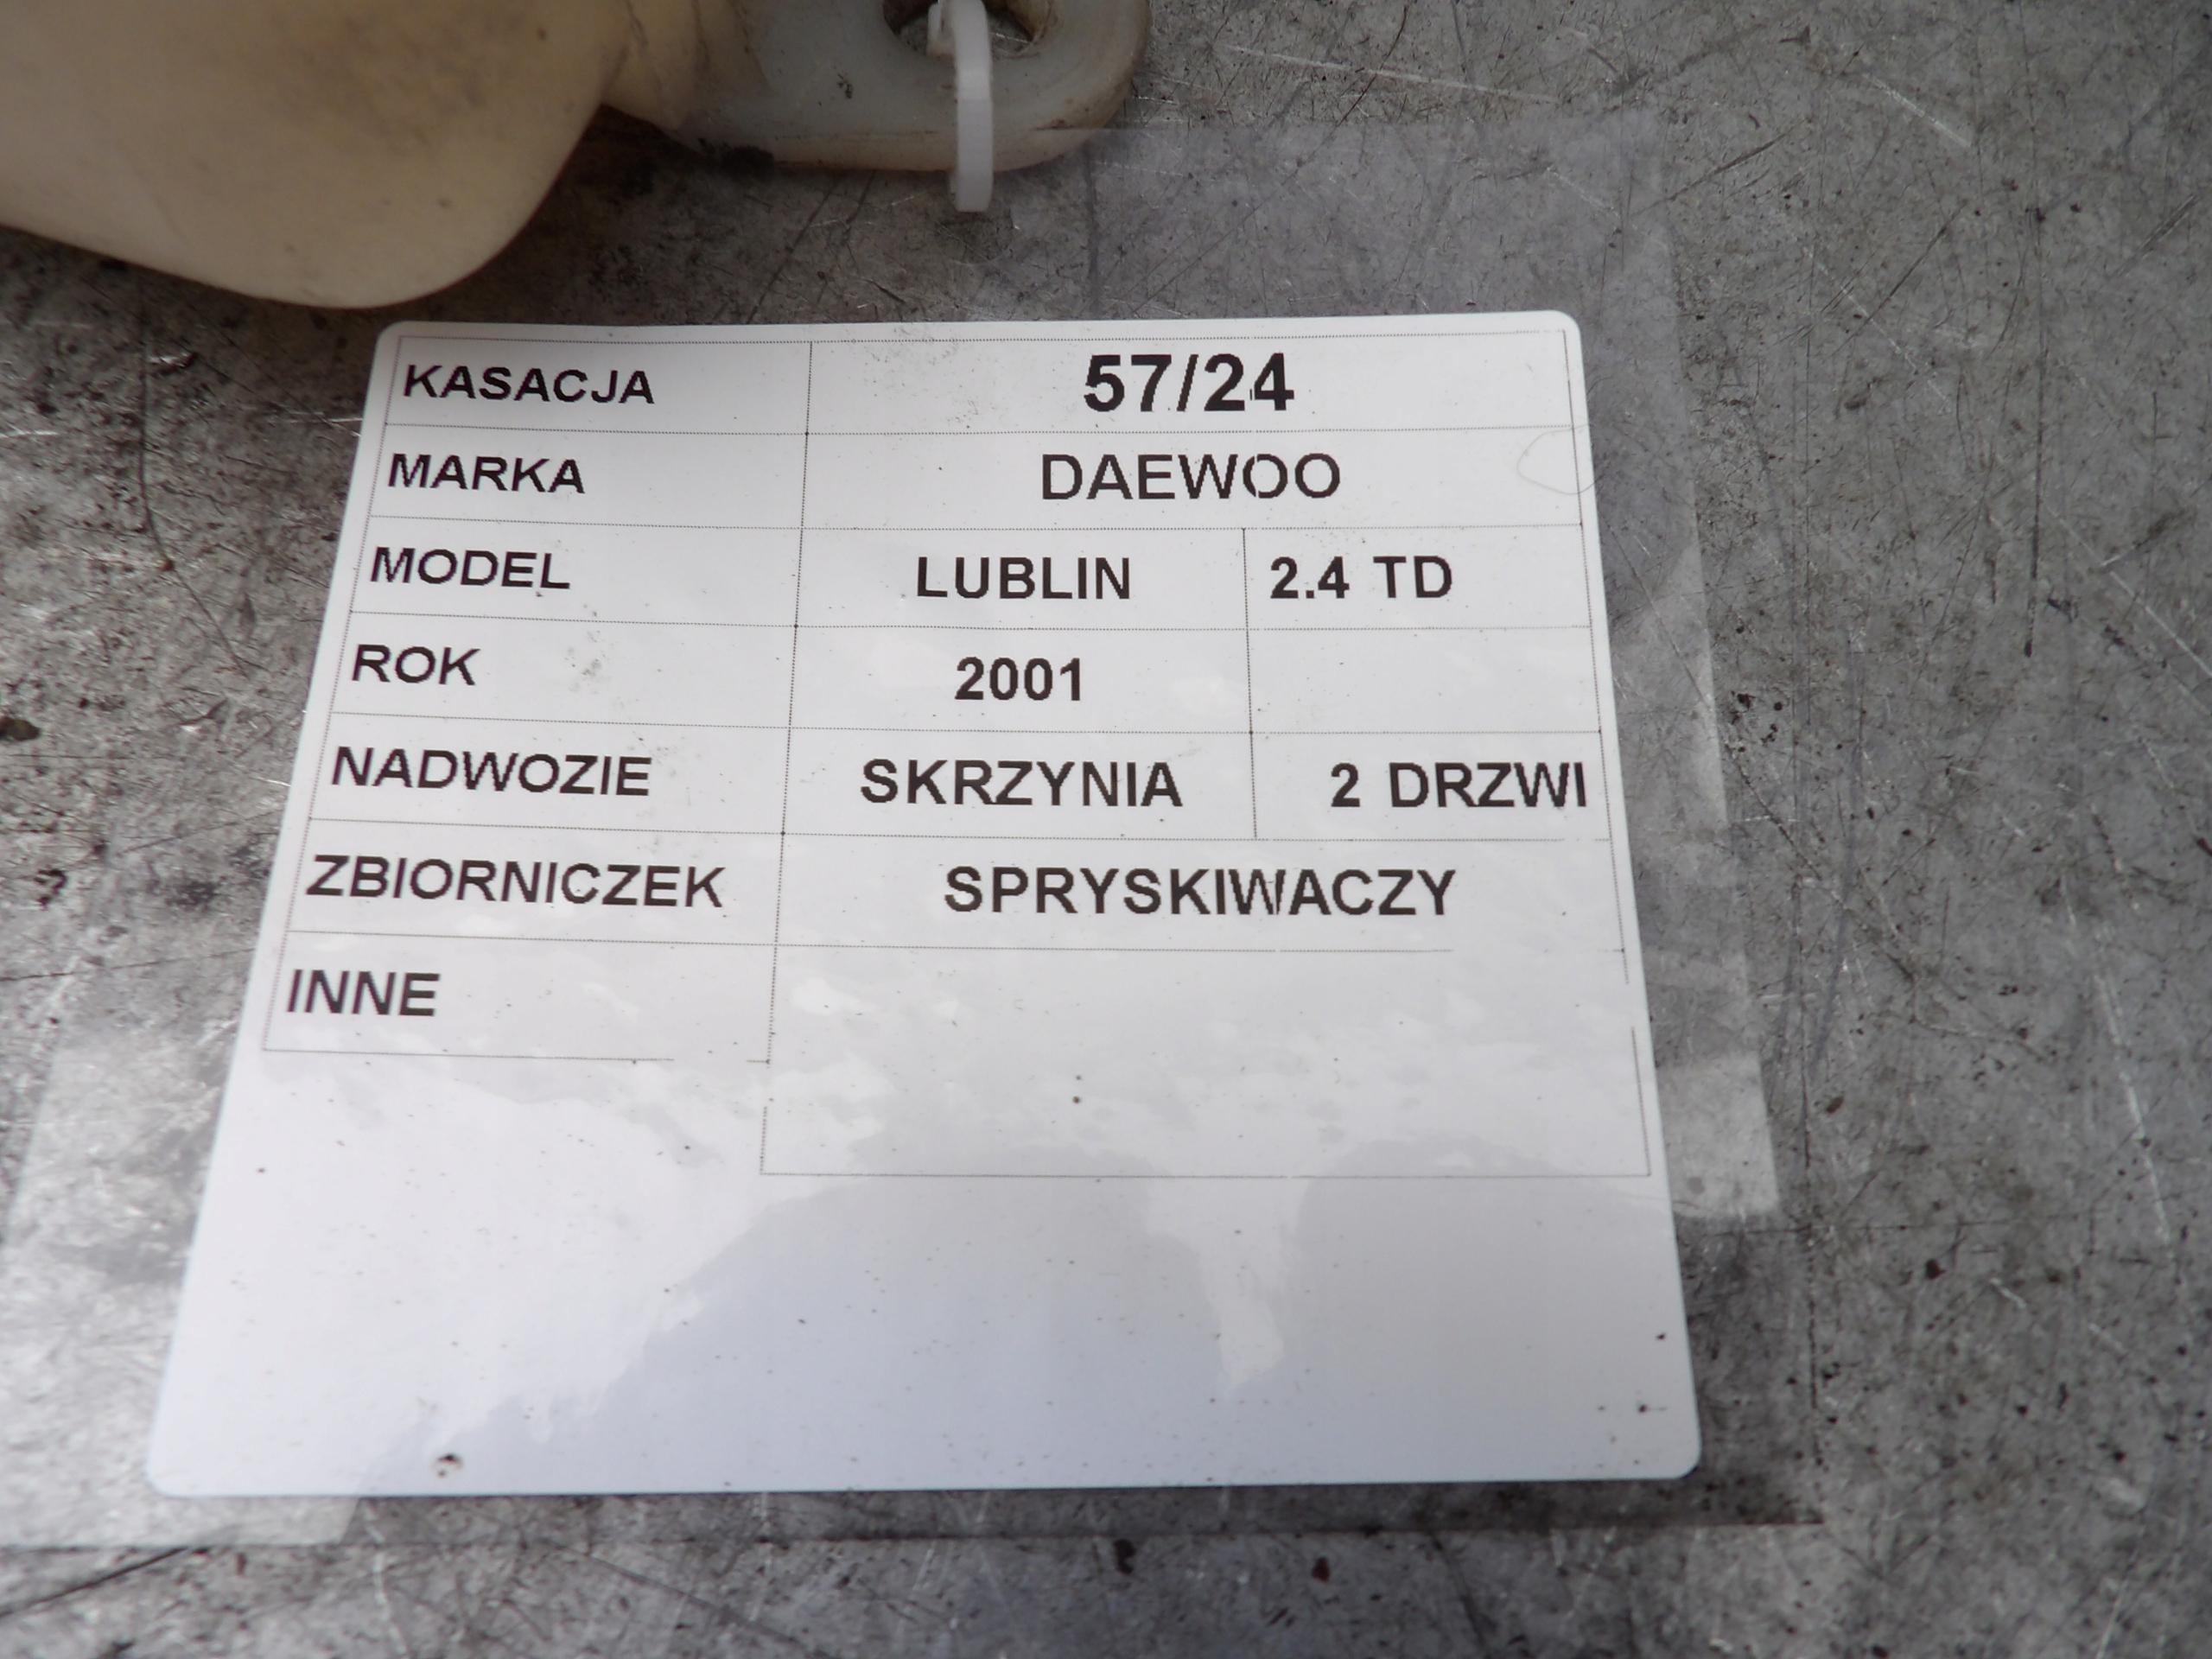 KASACJA 57/24
MARKA DAEWOO
MODEL LUBLIN 2.4 TD
ROK 2001
NADWOZIE SKRZYNIA 2 DRZWI
ZBIORNICZEK SPRYSKIWACZY
INNE